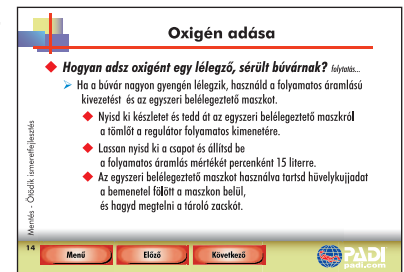 Oxigén adása
Hogyan adsz oxigént egy lélegző, sérült búvárnak? folytatás...
Ha a búvár nagyon gyengén lélegzik, használd a folyamatos áramlású
kivezetést és az egyszeri belélegeztető maszkot.
Nyisd ki készletet és tedd át az egyszeri belélegeztető maszkról
a tömlőt a regulátor folyamatos kimenetére.
Lassan nyisd ki a csapot és állítsd be
a folyamatos áramlás mértékét percenként 15 literre.
Az egyszeri belélegeztető maszkot használva tartsd hüvelykujjadat
a bemenetel fölött a maszkon belül,
és hagyd megtelni a tároló zacskót.
Mentés - Ötödik ismeretfejlesztés
14
Menű
Előző
Következő
PADI
padi.com